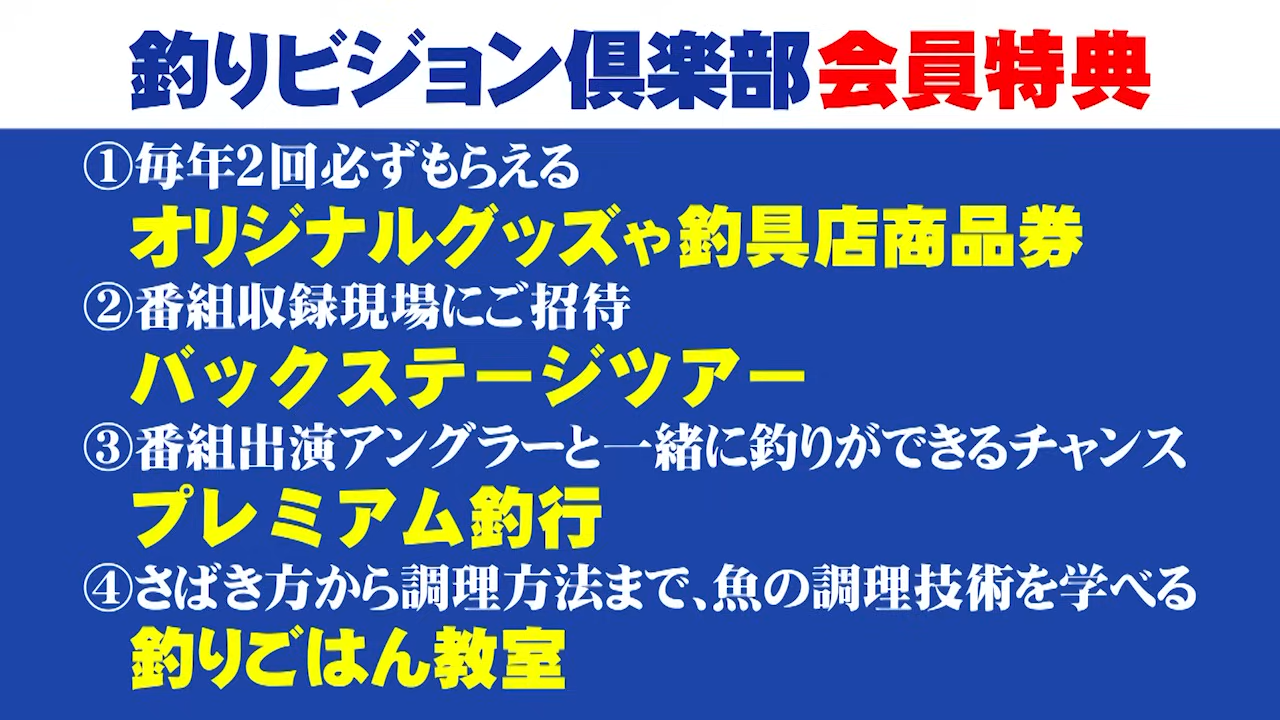 釣りビジョン倶楽部会員特典
①毎年2回必ずもらえる
オリジナルグッズや釣具店商品券
②番組収録現場にご招待
バックステージツアー
③番組出演アングラーと一緒に釣りができるチャンス
プレミアム釣行
④さばき方から調理方法まで、魚の調理技術を学べる
釣りごはん教室